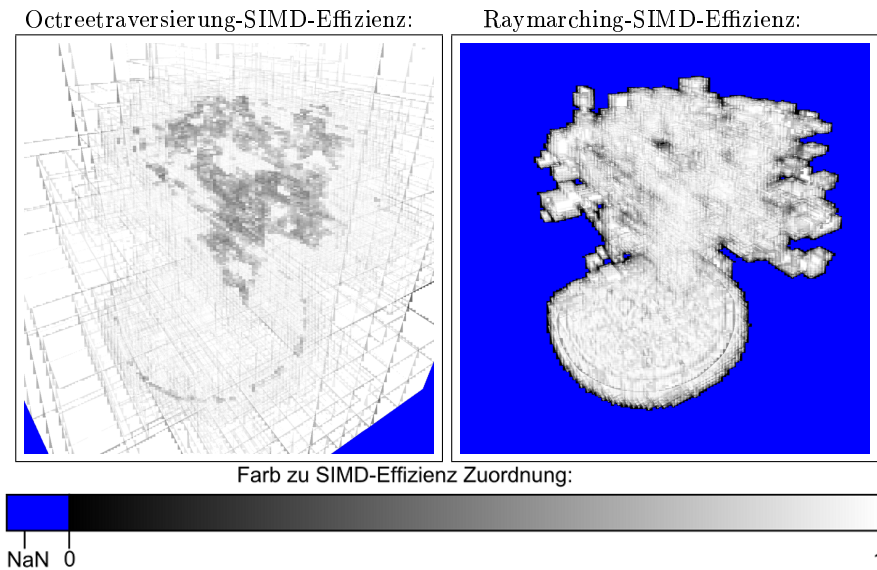 Octreetraversierung-SIMD-Effizienz:
Raymarching-SIMD-Effizienz:
Farb zu SIMD-Effizienz Zuordnung:
NaN 0